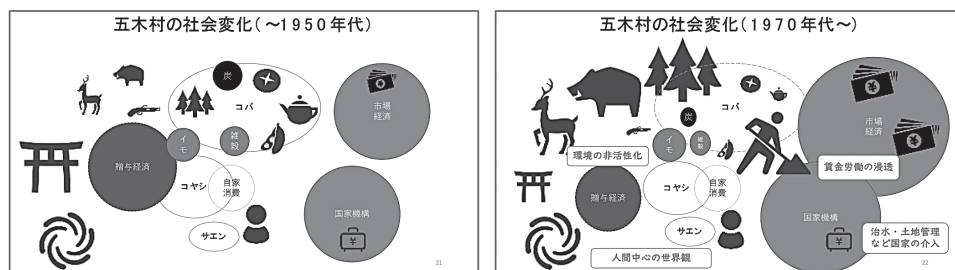 五木村の社会変化(～1950年代)
炭
コバ
市場
経済
イモ
雑穀
贈与経済
コヤシ
自家
消費
国家機構
サエン
21
五木村の社会変化(1970年代～)
コバ
炭
市場
経済
イモ
雑穀
環境の非活性化
賃金労働の浸透
贈与経済
コヤシ
自家
消費
国家機構
サエン
治水・土地管理
など国家の介入
人間中心の世界観
22